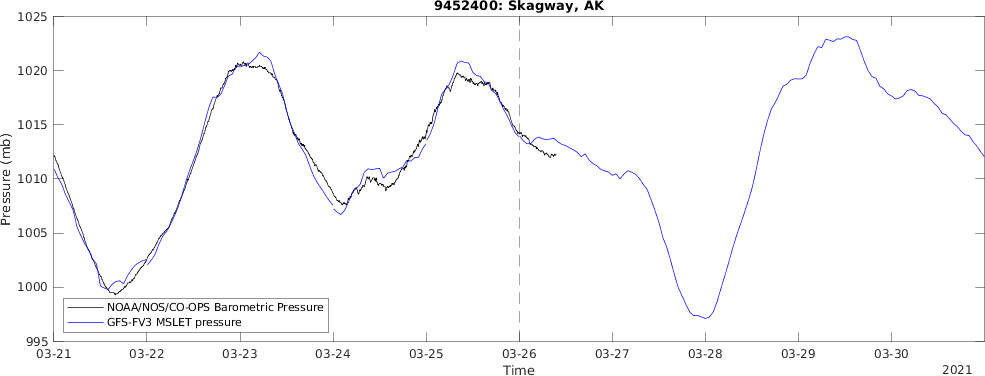 9452400: Skagway, AK
Pressure (mb)
1025
1020
1015
1010
1005
1000
995
NOAA/NOS/CO-OPS Barometric Pressure
GFS-FV3 MSLET pressure
03-21 03-22 03-23 03-24 03-25 03-26 03-27 03-28 03-29 03-30
Time
2021